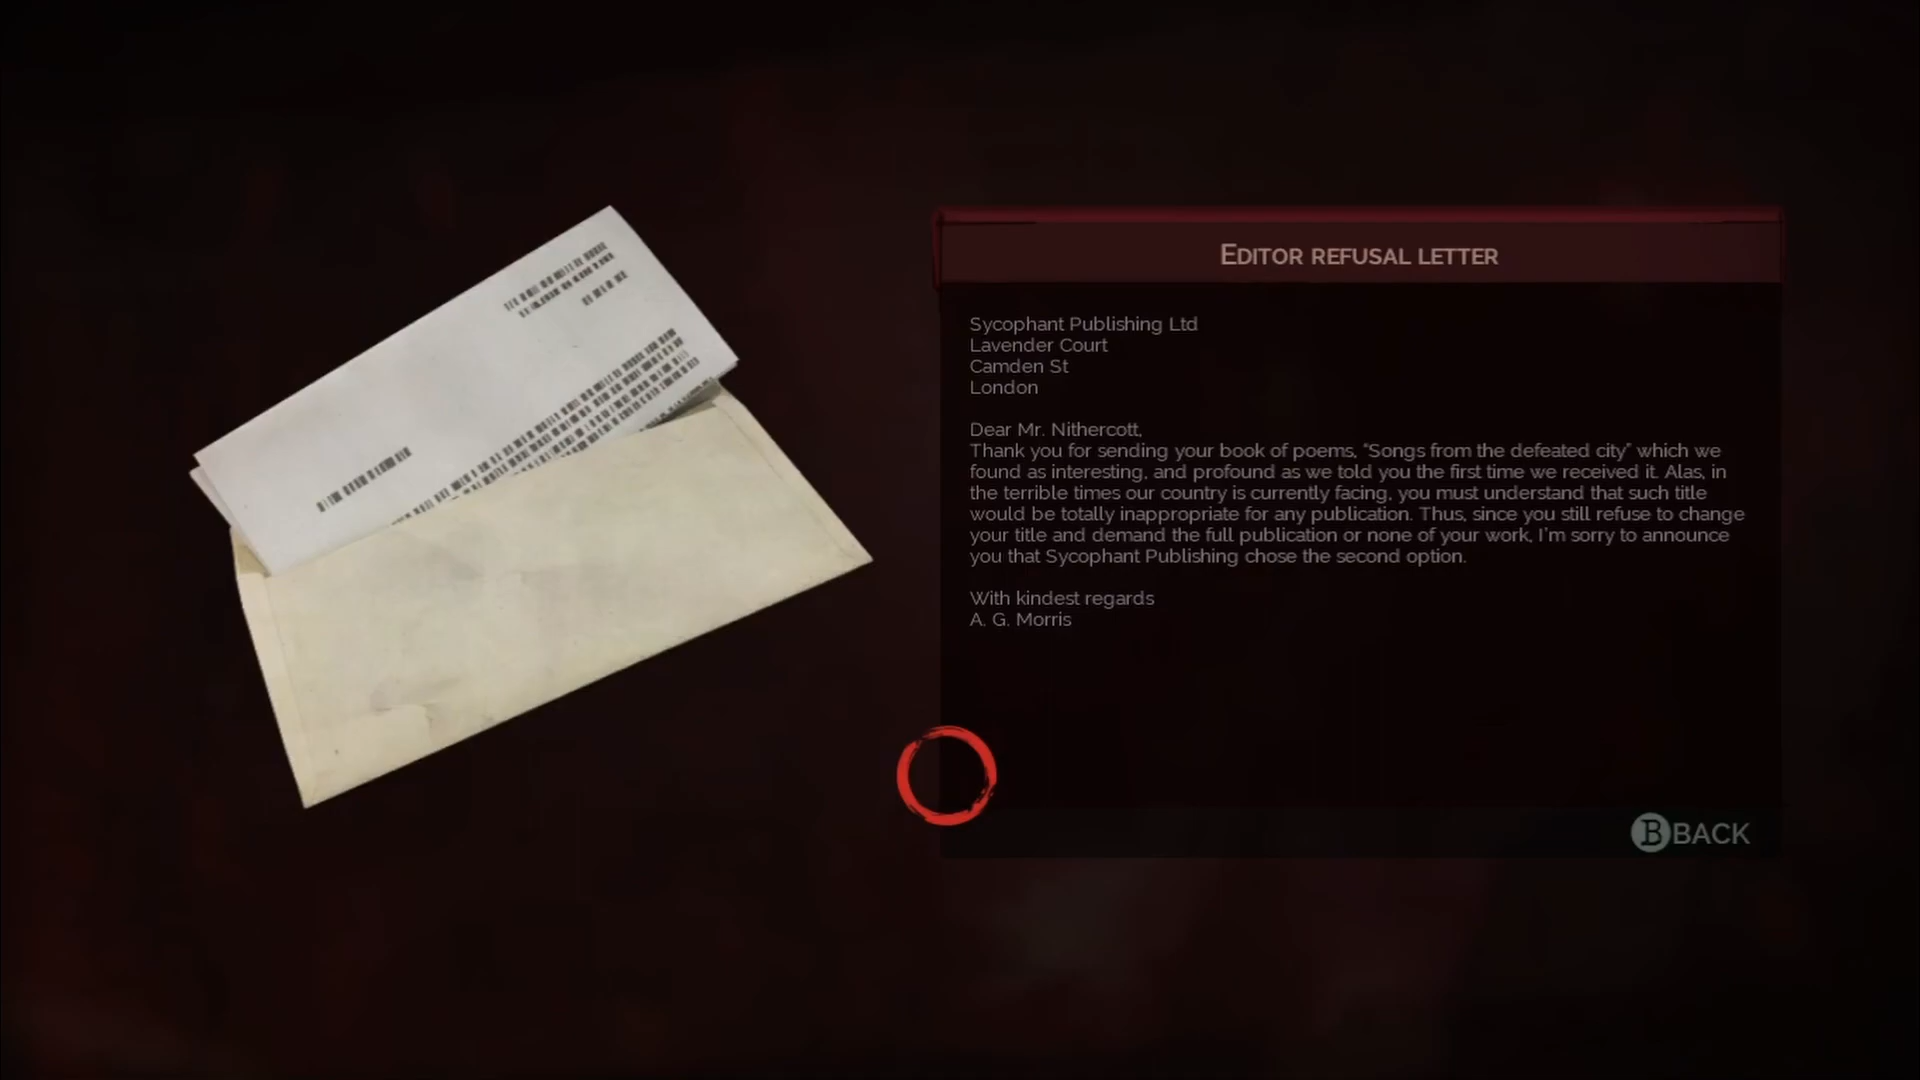 EDITOR REFUSAL LETTER
Sycophant Publishing Ltd
Lavender Court
Camden St
London
Dear Mr. Nithercott,
Thank you for sending your book of poems, “Songs from the defeated city” which we
found as interesting, and profound as we told you the first time we received it. Alas, in
the terrible times our country is currently facing, you must understand that such title
would be totally inappropriate for any publication. Thus, since you still refuse to change
your title and demand the full publication or none of your work, I'm sorry to announce
you that Sycophant Publishing chose the second option.
With kindest regards
A. G. Morris
B BACK